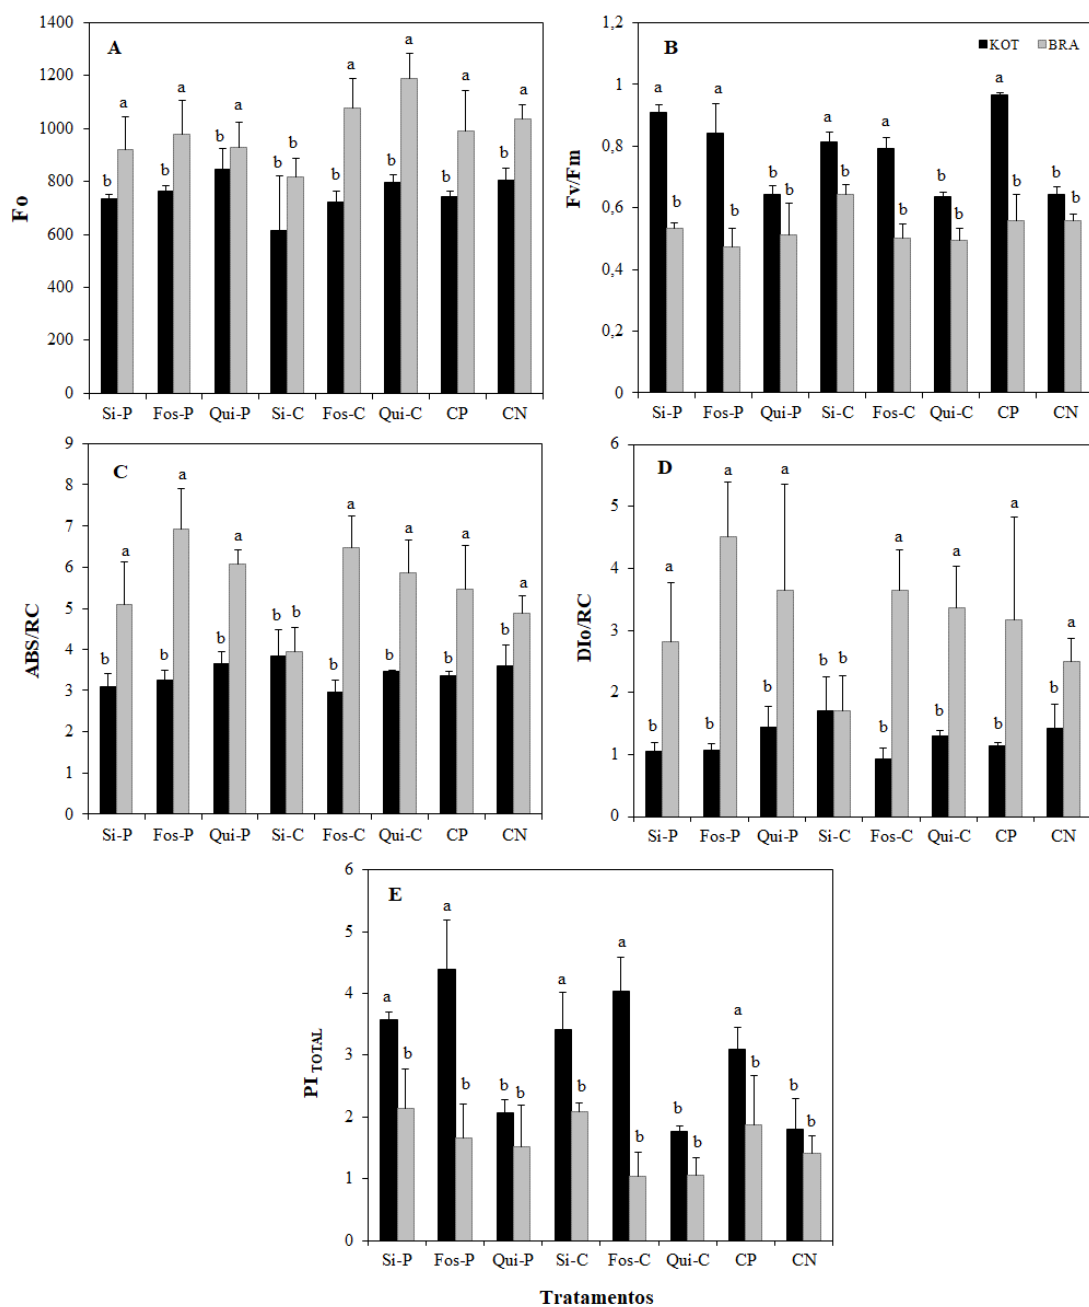 A
Fo
1400
1200
1000
800
600
400
200
0
a a a b a a a a
b b b b b b b b
Si-P Fos-P Qui-P Si-C Fos-C Qui-C CP CN
B
KOT BRA
Fv/Fm
1,2
1
0,8
0,6
0,4
0,2
0
a a b a a b a b
b b b b b b b b
Si-P Fos-P Qui-P Si-C Fos-C Qui-C CP CN
C
ABS/RC
9
8
7
6
5
4
3
2
1
0
a a a b a a a a
b b b b b b b b
Si-P Fos-P Qui-P Si-C Fos-C Qui-C CP CN
D
DIo/RC
6
5
4
3
2
1
0
a a a b a a a a
b b b b b b b b
Si-P Fos-P Qui-P Si-C Fos-C Qui-C CP CN
E
PI TOTAL
6
5
4
3
2
1
0
a a b a a b a b
b b b b b b b b
Si-P Fos-P Qui-P Si-C Fos-C Qui-C CP CN
Tratamentos